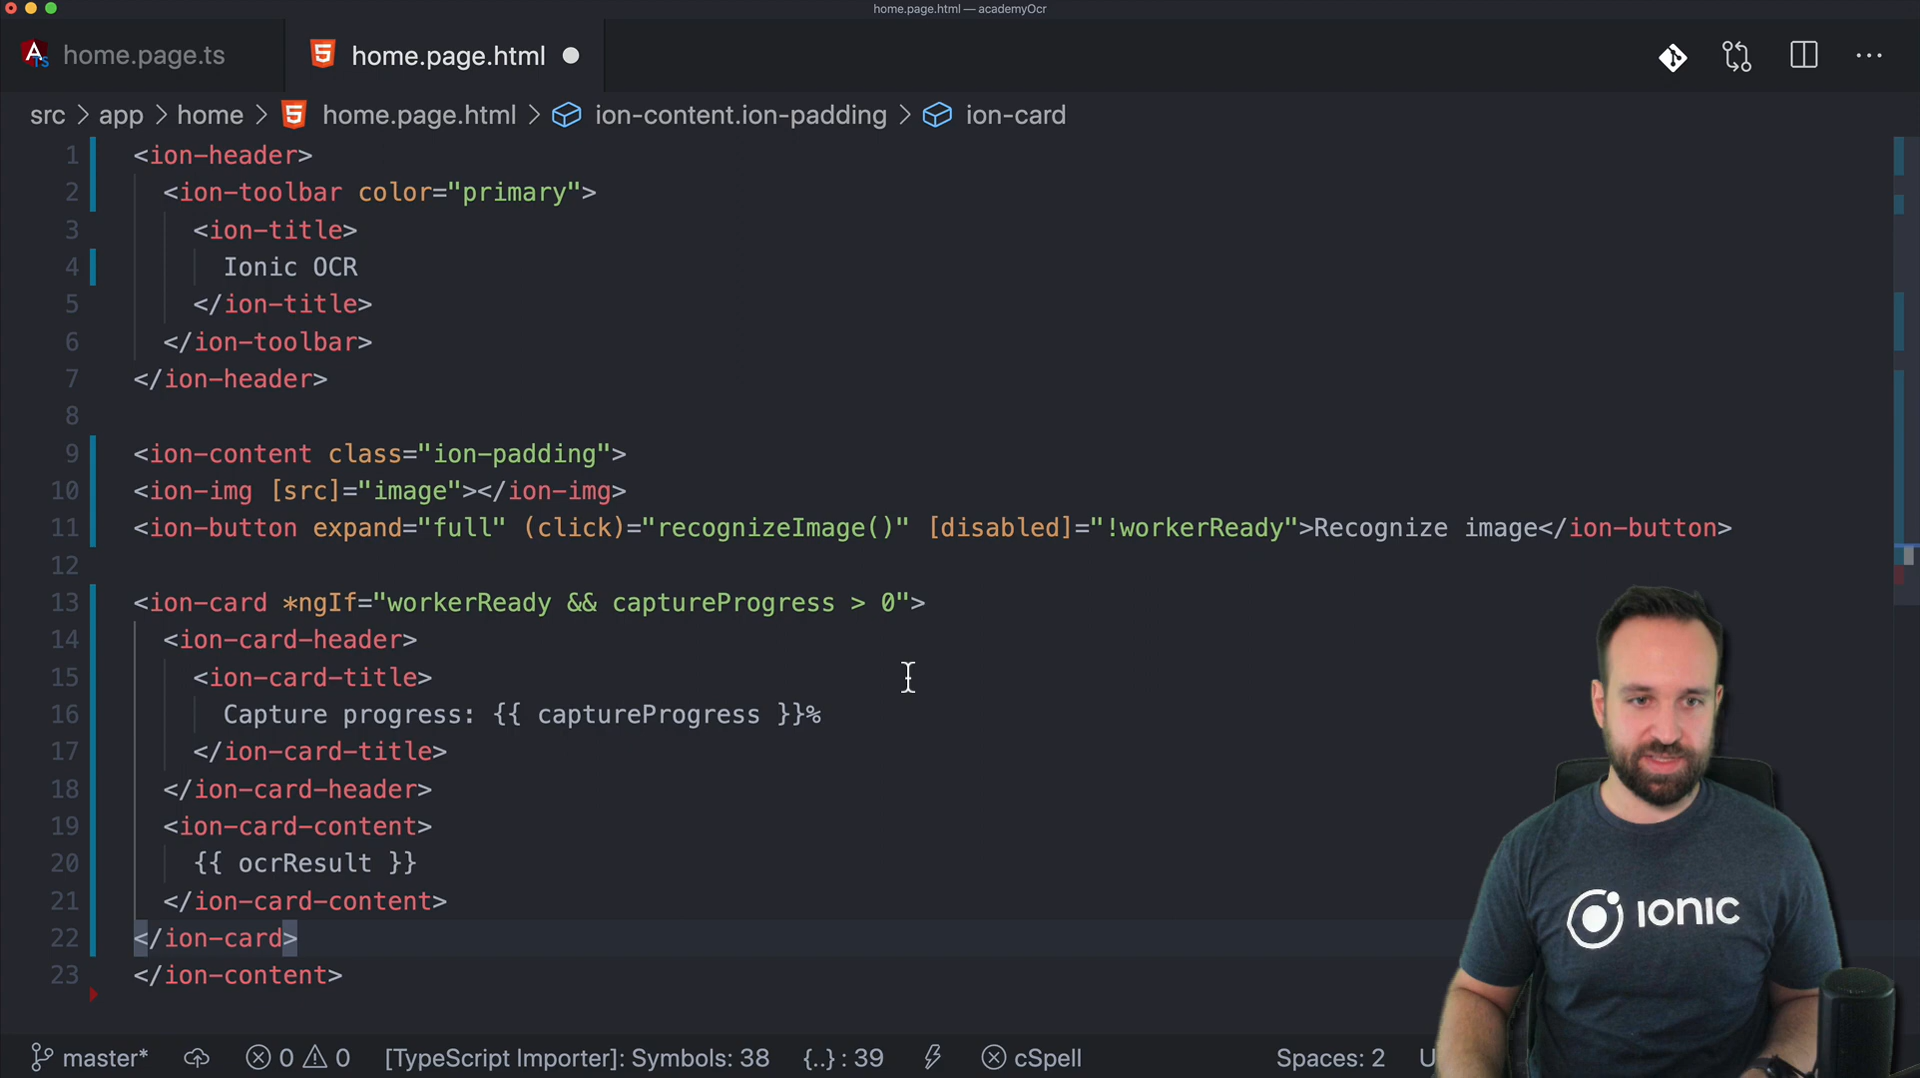 home.page.html — academyOcr
home.page.ts
home.page.html
src > app > home > home.page.html > ion-content.ion-padding > ion-card
1 <ion-header>
2 <ion-toolbar color="primary">
3 <ion-title>
4 Ionic OCR
5 </ion-title>
6 </ion-toolbar>
7 </ion-header>
8
9 <ion-content class="ion-padding">
10 <ion-img [src]="image"></ion-img>
11 <ion-button expand="full" (click)="recognizeImage()" [disabled]="!workerReady">Recognize image</ion-button>
12
13 <ion-card *ngIf="workerReady && captureProgress > 0">
14 <ion-card-header>
15 <ion-card-title>
16 Capture progress: {{ captureProgress }}%
17 </ion-card-title>
18 </ion-card-header>
19 <ion-card-content>
20 {{ ocrResult }}
21 </ion-card-content>
22 </ion-card>
23 </ion-content>
IONIC
master* 0 0 [TypeScript Importer]: Symbols: 38 {..} : 39 cSpell Spaces: 2